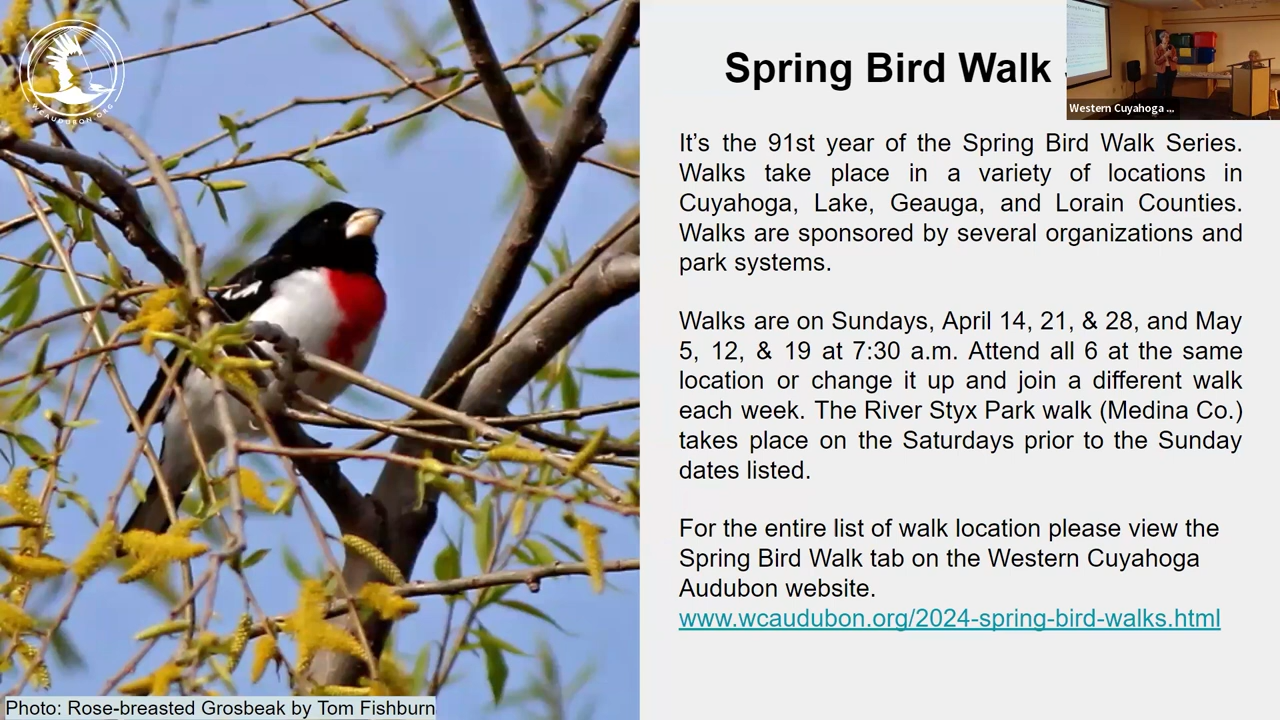 WCAUDUBON.ORG
Spring Bird Walk
Western Cuyahoga ...
It’s the 91st year of the Spring Bird Walk Series.
Walks take place in a variety of locations in
Cuyahoga, Lake, Geauga, and Lorain Counties.
Walks are sponsored by several organizations and
park systems.
Walks are on Sundays, April 14, 21, & 28, and May
5, 12, & 19 at 7:30 a.m. Attend all 6 at the same
location or change it up and join a different walk
each week. The River Styx Park walk (Medina Co.)
takes place on the Saturdays prior to the Sunday
dates listed.
For the entire list of walk location please view the
Spring Bird Walk tab on the Western Cuyahoga
Audubon website.
www.wcaudubon.org/2024-spring-bird-walks.html
Photo: Rose-breasted Grosbeak by Tom Fishburn